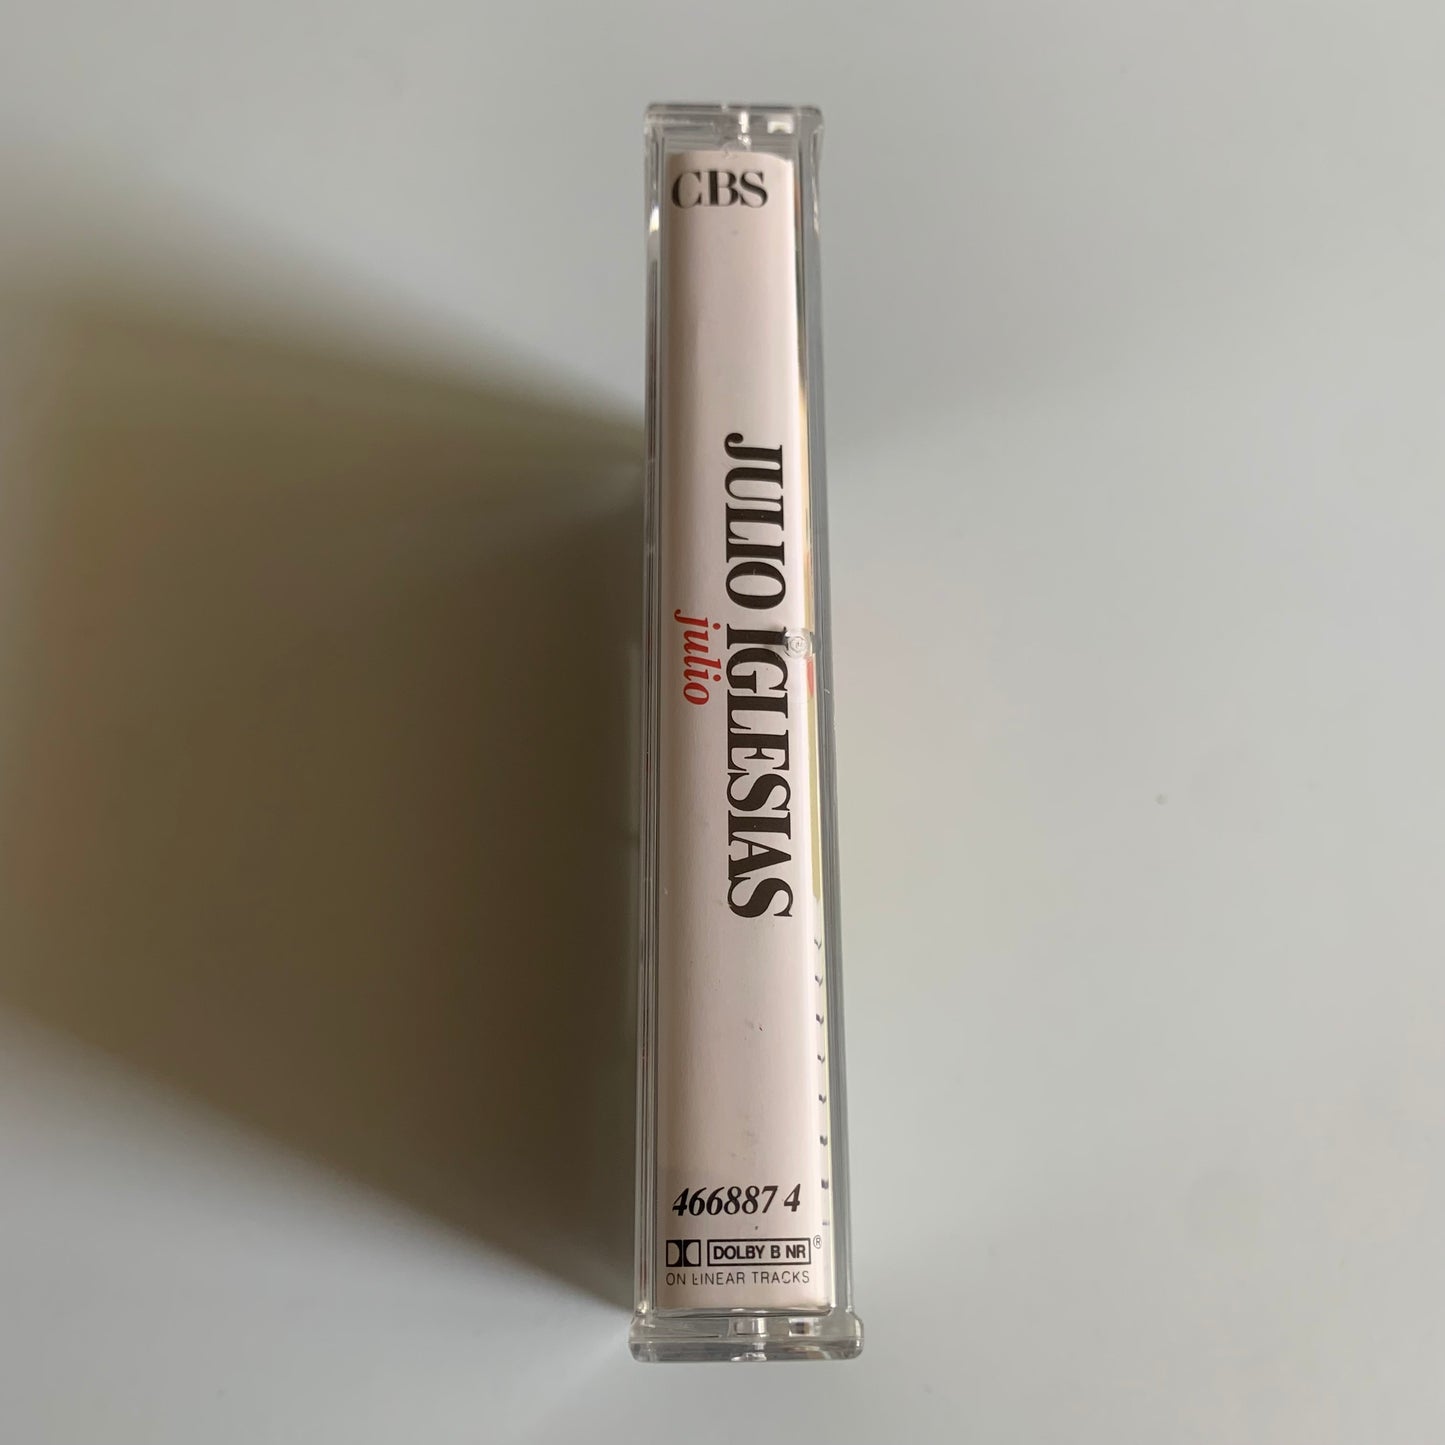 CBS
JULIO IGLESIAS
julio
466887 4
DOLBY B NR ®
ON LINEAR TRACKS